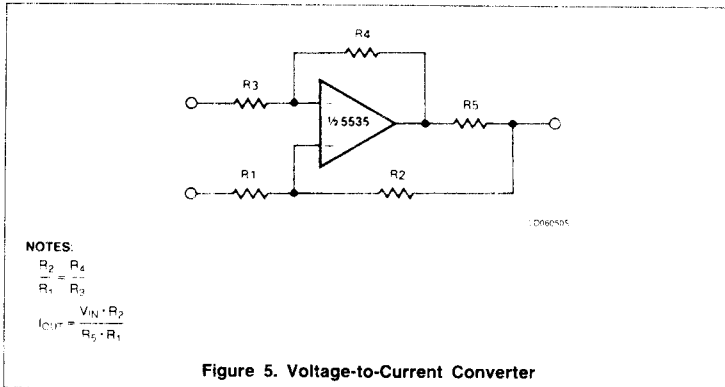 R4
R3
½ 5535
R5
R1
R2
NOTES:
R2/R1 = R4/R3
IOUT = VIN · R2 / R5 · R1
Figure 5. Voltage-to-Current Converter